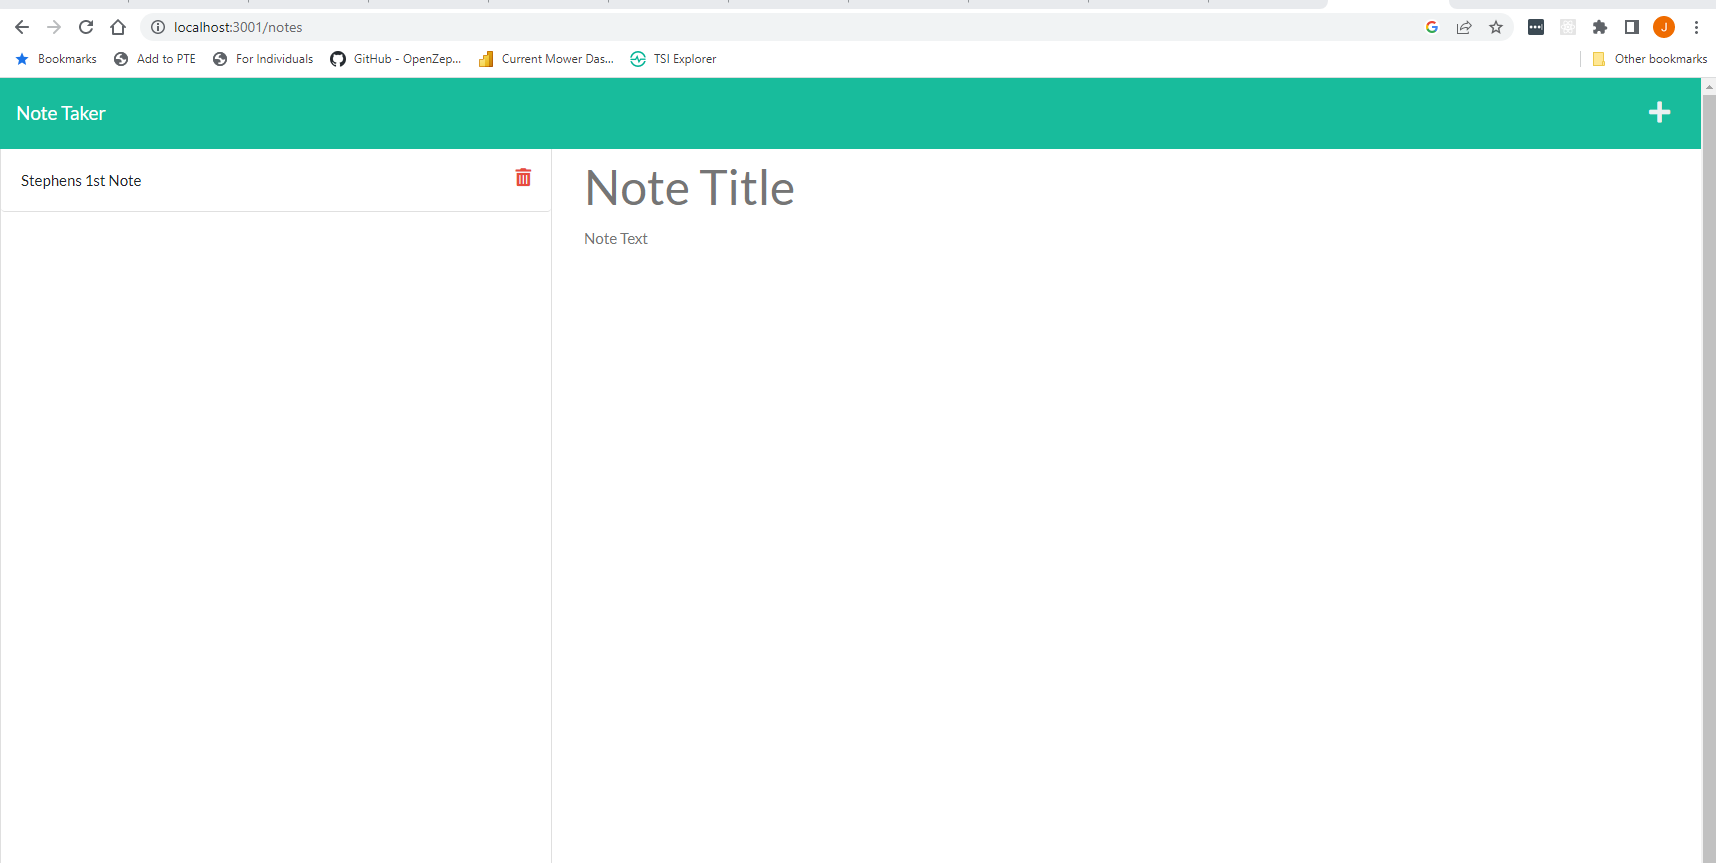 localhost:3001/notes
J
Bookmarks Add to PTE For Individuals GitHub - OpenZep... Current Mower Das... TSI Explorer Other bookmarks
Note Taker
Stephens 1st Note
Note Title
Note Text